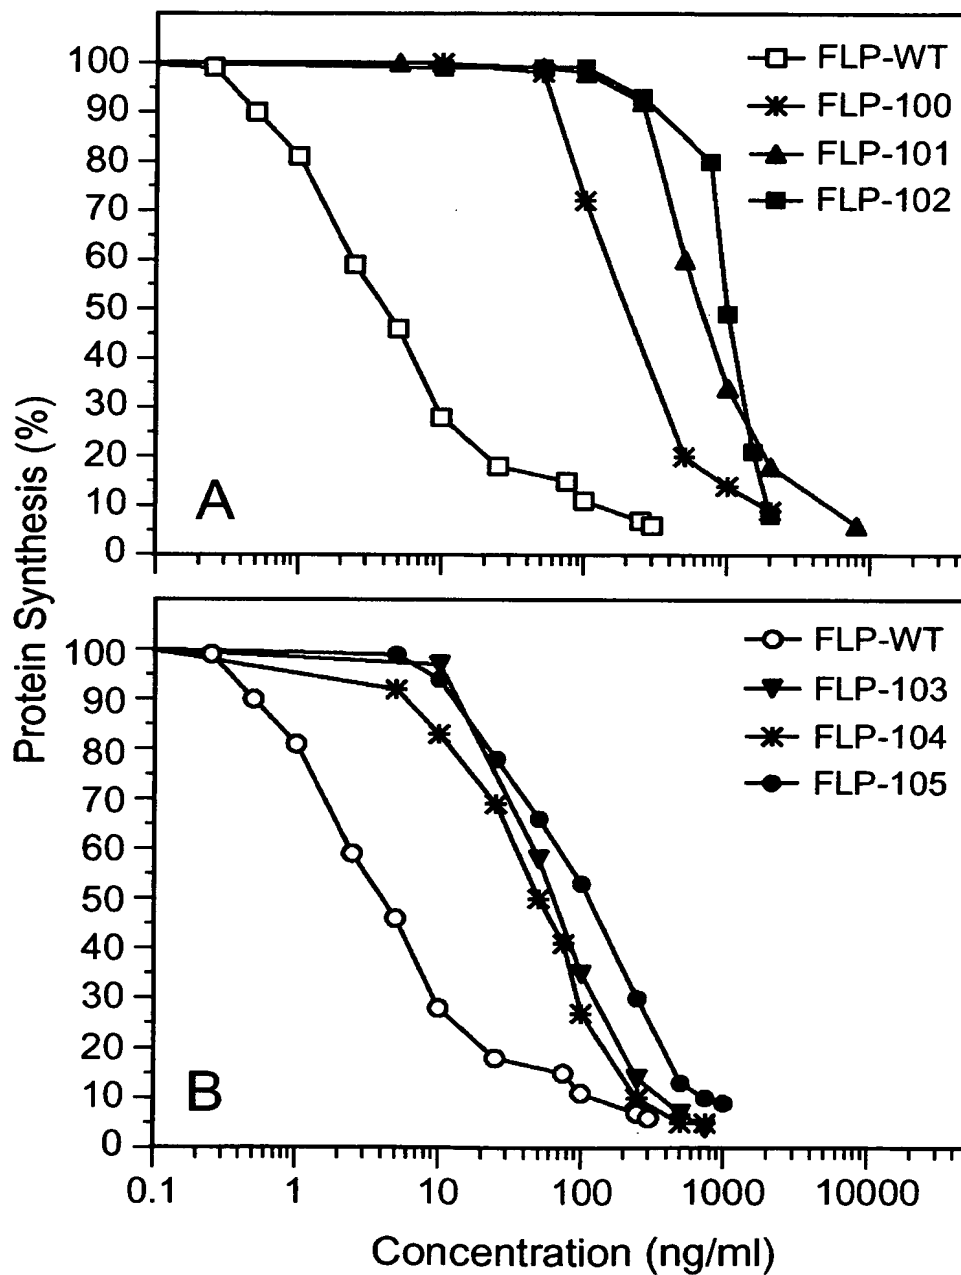 100
90
80
70
60
50
40
30
20
10
0
A
FLP-WT
FLP-100
FLP-101
FLP-102
Protein Synthesis (%)
100
90
80
70
60
50
40
30
20
10
0
B
FLP-WT
FLP-103
FLP-104
FLP-105
0.1 1 10 100 1000 10000
Concentration (ng/ml)